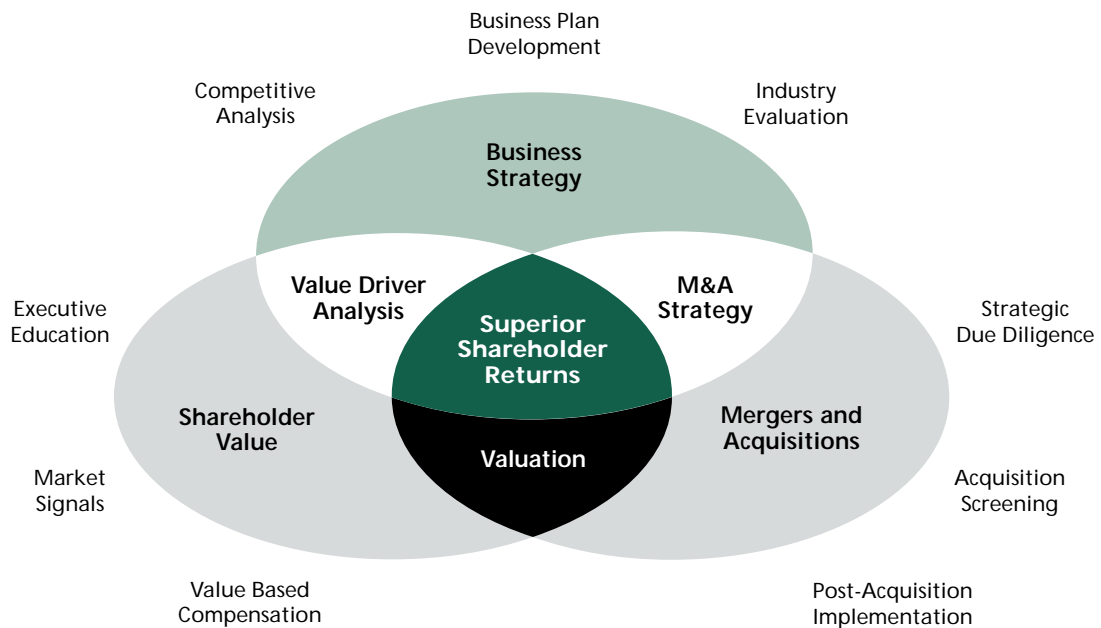 Business Plan
Development
Competitive
Analysis
Industry
Evaluation
Business
Strategy
Value Driver
Analysis
M&A
Strategy
Executive
Education
Superior
Shareholder
Returns
Strategic
Due Diligence
Shareholder
Value
Mergers and
Acquisitions
Valuation
Market
Signals
Acquisition
Screening
Value Based
Compensation
Post-Acquisition
Implementation